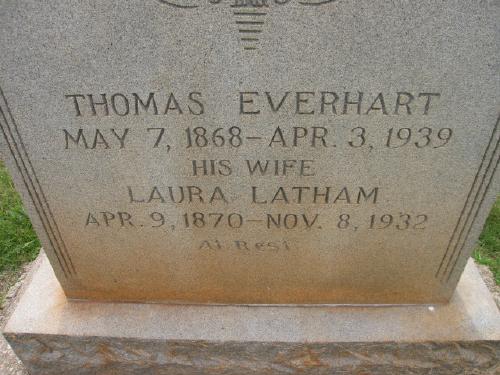 THOMAS EVERHART
MAY 7, 1868 - APR. 3, 1939
HIS WIFE
LAURA LATHAM
APR. 9, 1870 - NOV. 8, 1932
At Rest